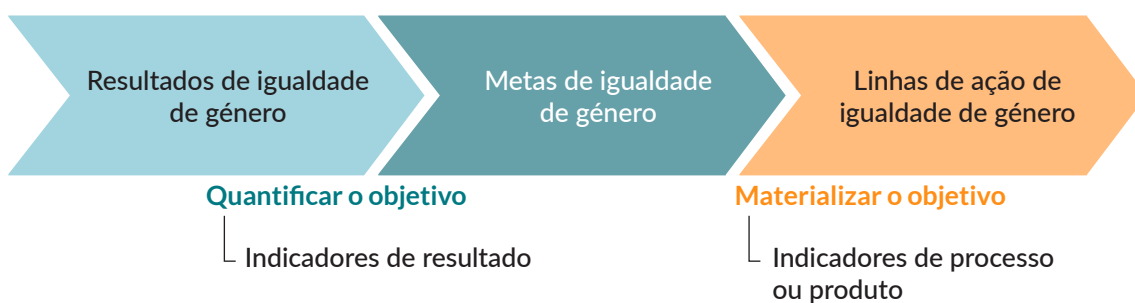 Resultados de igualdade
de género
Metas de igualdade
de género
Linhas de ação de
igualdade de género
Quantificar o objetivo
Indicadores de resultado
Materializar o objetivo
Indicadores de processo
ou produto